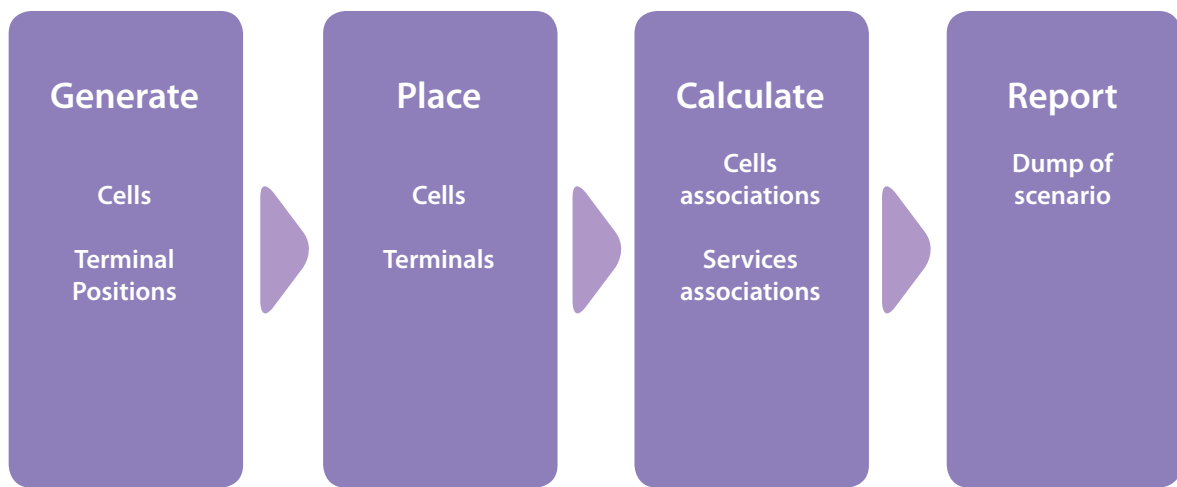 Generate
Cells
Terminal
Positions
Place
Cells
Terminals
Calculate
Cells
associations
Services
associations
Report
Dump of
scenario